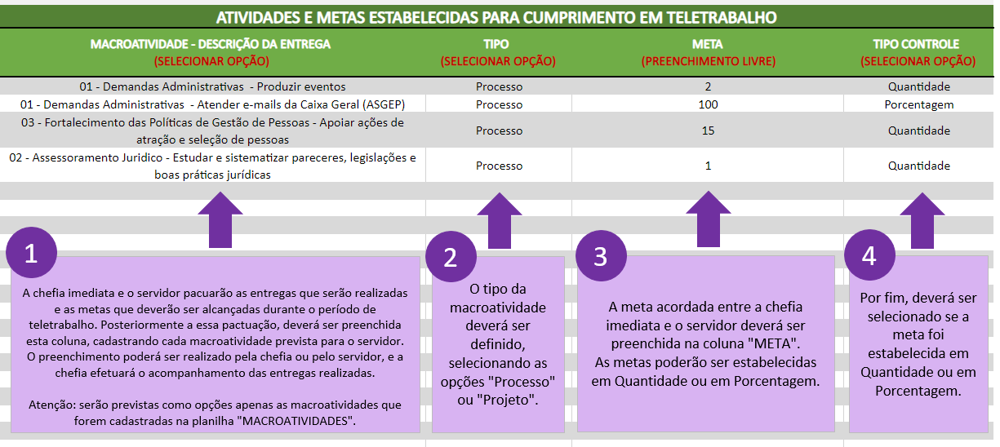 ATIVIDADES E METAS ESTABELECIDAS PARA CUMPRIMENTO EM TELETRABALHO
MACROATIVIDADE - DESCRIÇÃO DA ENTREGA
(SELECIONAR OPÇÃO)
TIPO
(SELECIONAR OPÇÃO)
META
(PREENCHIMENTO LIVRE)
TIPO CONTROLE
(SELECIONAR OPÇÃO)
01 - Demandas Administrativas - Produzir eventos
Processo
2
Quantidade
01 - Demandas Administrativas - Atender e-mails da Caixa Geral (ASGEP)
Processo
100
Porcentagem
03 - Fortalecimento das Políticas de Gestão de Pessoas - Apoiar ações de
atração e seleção de pessoas
Processo
15
Quantidade
02 - Assessoramento Juridico - Estudar e sistematizar pareceres, legislações e
boas práticas jurídicas
Processo
1
Quantidade
1
A chefia imediata e o servidor pacuarão as entregas que serão realizadas
e as metas que deverão ser alcançadas durante o período de
teletrabalho. Posteriormente a essa pactuação, deverá ser preenchida
esta coluna, cadastrando cada macroatividade prevista para o servidor.
O preenchimento poderá ser realizado pela chefia ou pelo servidor, e a
chefia efetuará o acompanhamento das entregas realizadas.
Atenção: serão previstas como opções apenas as macroatividades que
forem cadastradas na planilha "MACROATIVIDADES".
2
O tipo da
macroatividade
deverá ser
definido,
selecionando as
opções "Processo"
ou "Projeto".
3
A meta acordada entre a chefia
imediata e o servidor deverá ser
preenchida na coluna "META".
As metas poderão ser estabelecidas
em Quantidade ou em Porcentagem.
4
Por fim, deverá ser
selecionado se a
meta foi
estabelecida em
Quantidade ou em
Porcentagem.